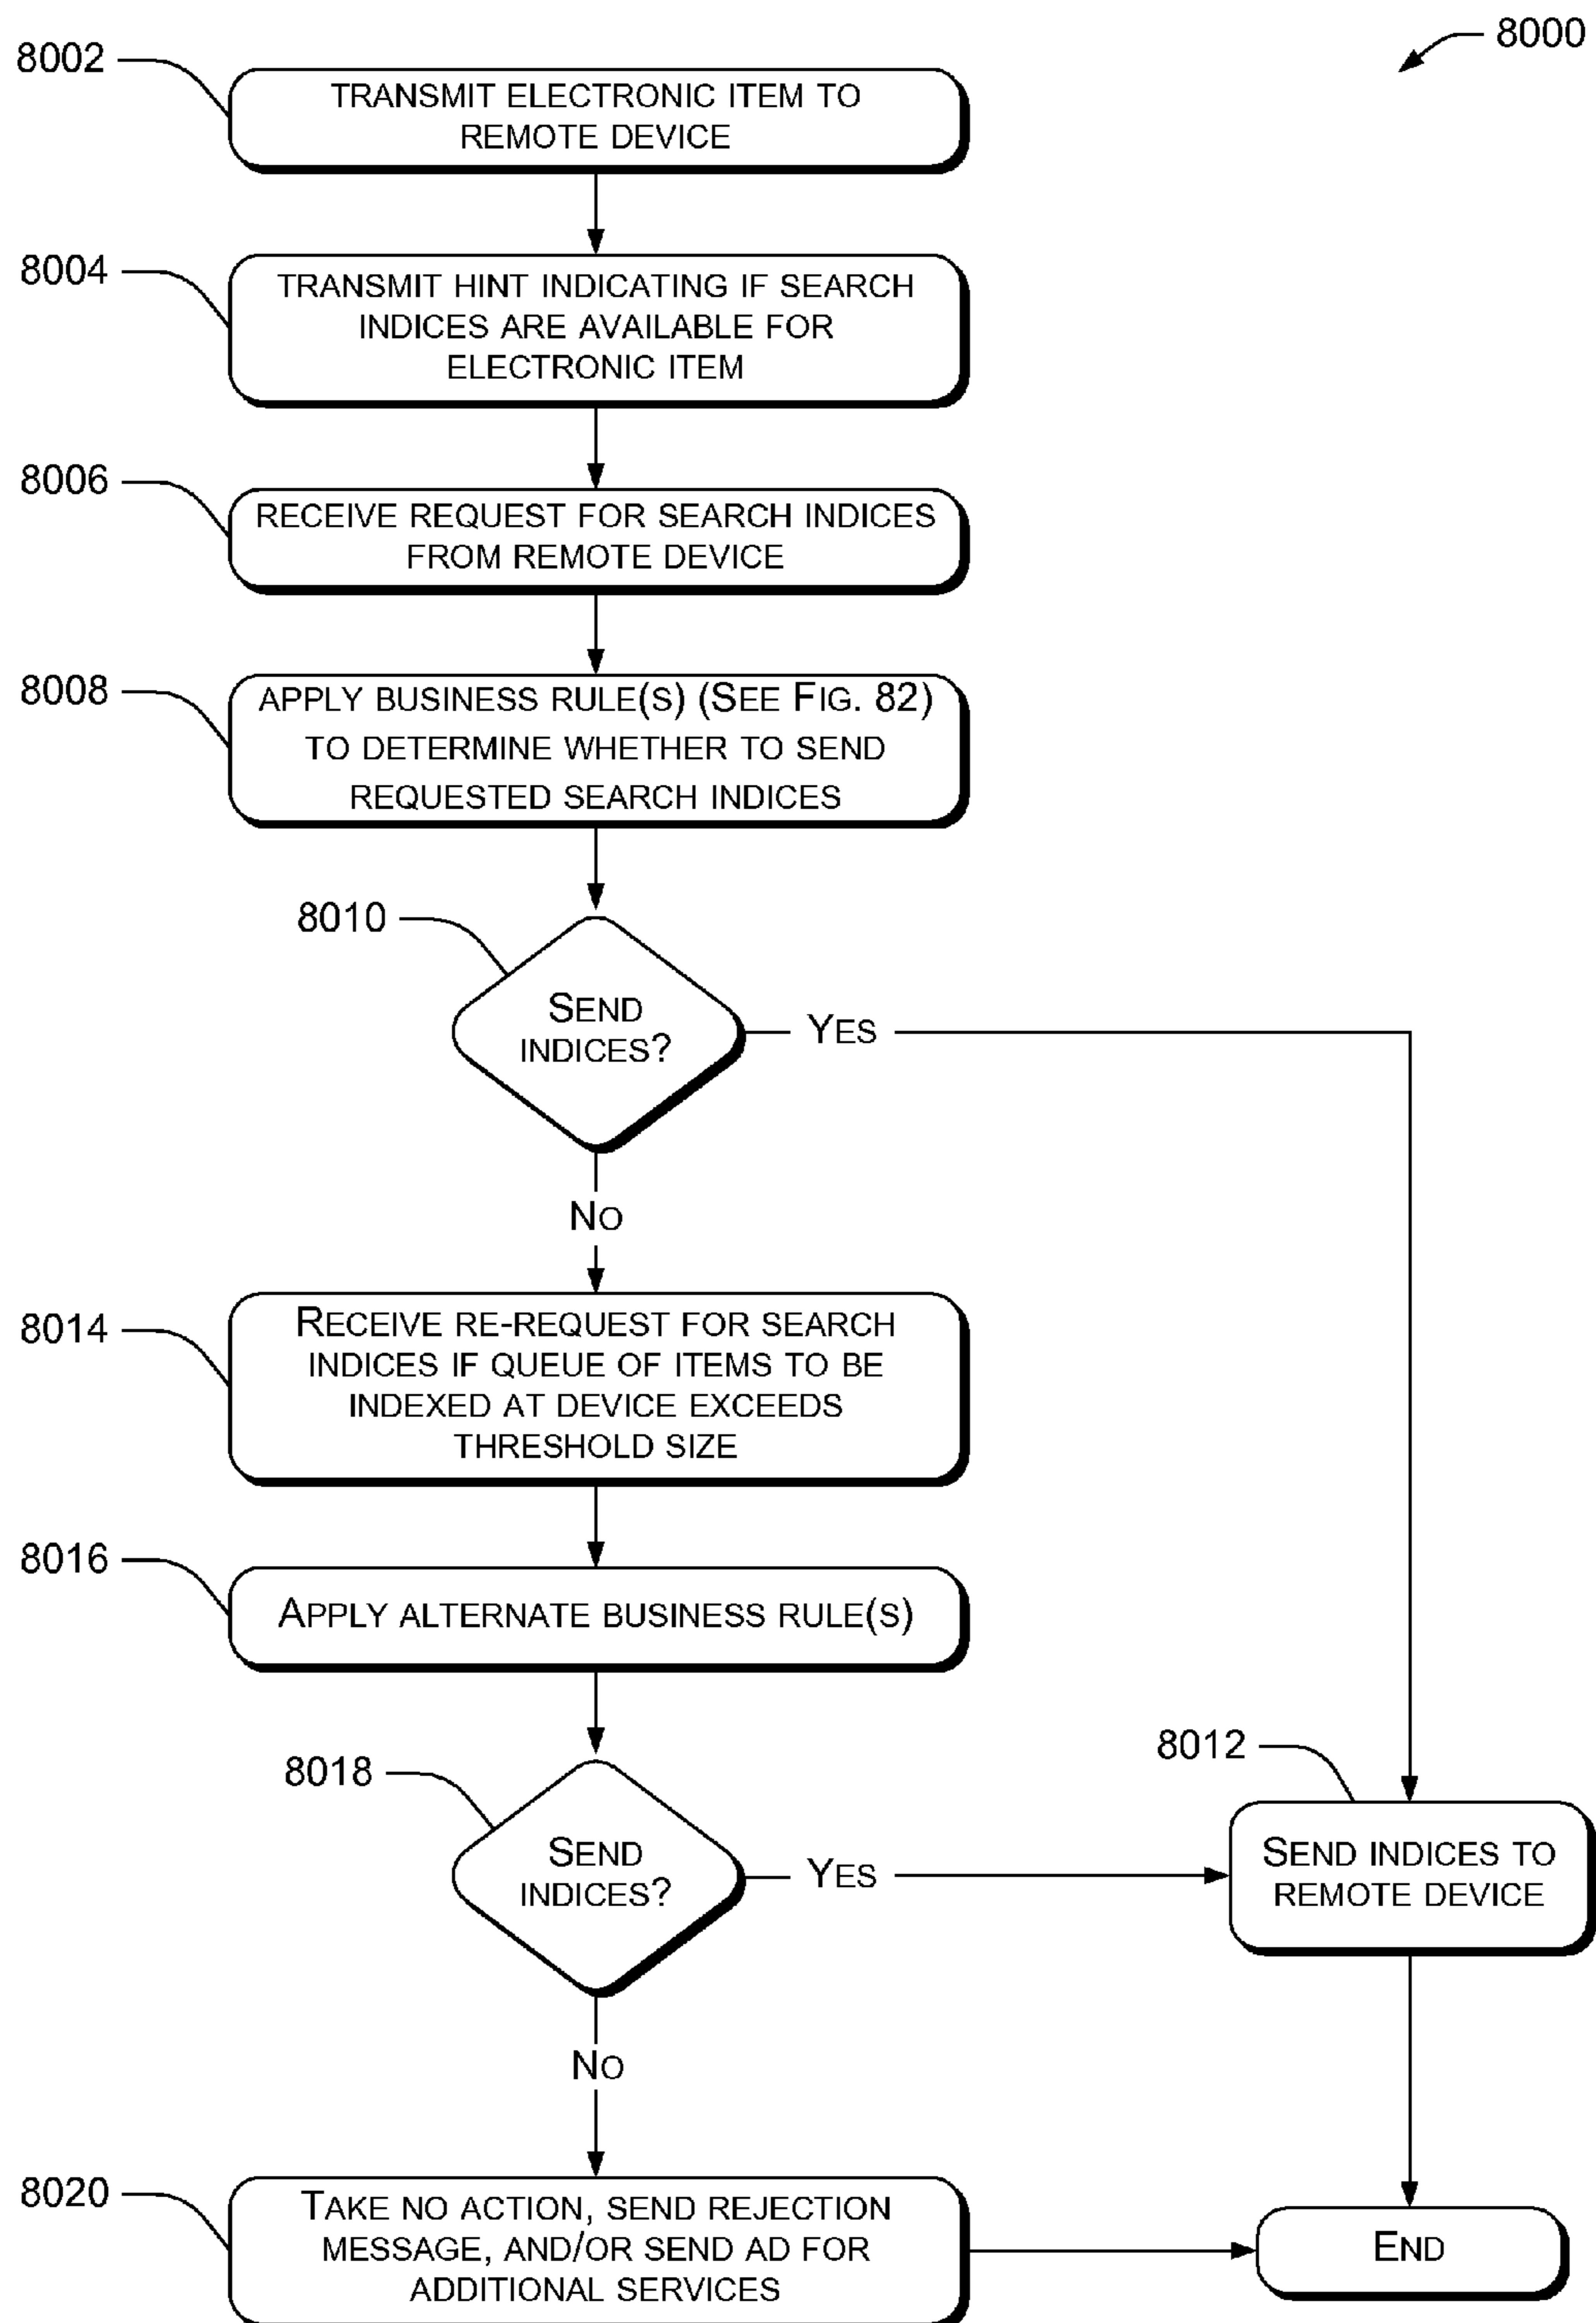 8000
8002
TRANSMIT ELECTRONIC ITEM TO
REMOTE DEVICE
8004
TRANSMIT HINT INDICATING IF SEARCH
INDICES ARE AVAILABLE FOR
ELECTRONIC ITEM
8006
RECEIVE REQUEST FOR SEARCH INDICES
FROM REMOTE DEVICE
8008
APPLY BUSINESS RULE(S) (SEE FIG. 82)
TO DETERMINE WHETHER TO SEND
REQUESTED SEARCH INDICES
8010
SEND
INDICES?
YES
NO
8014
RECEIVE RE-REQUEST FOR SEARCH
INDICES IF QUEUE OF ITEMS TO BE
INDEXED AT DEVICE EXCEEDS
THRESHOLD SIZE
8016
APPLY ALTERNATE BUSINESS RULE(S)
8018
SEND
INDICES?
YES
8012
SEND INDICES TO
REMOTE DEVICE
NO
8020
TAKE NO ACTION, SEND REJECTION
MESSAGE, AND/OR SEND AD FOR
ADDITIONAL SERVICES
END